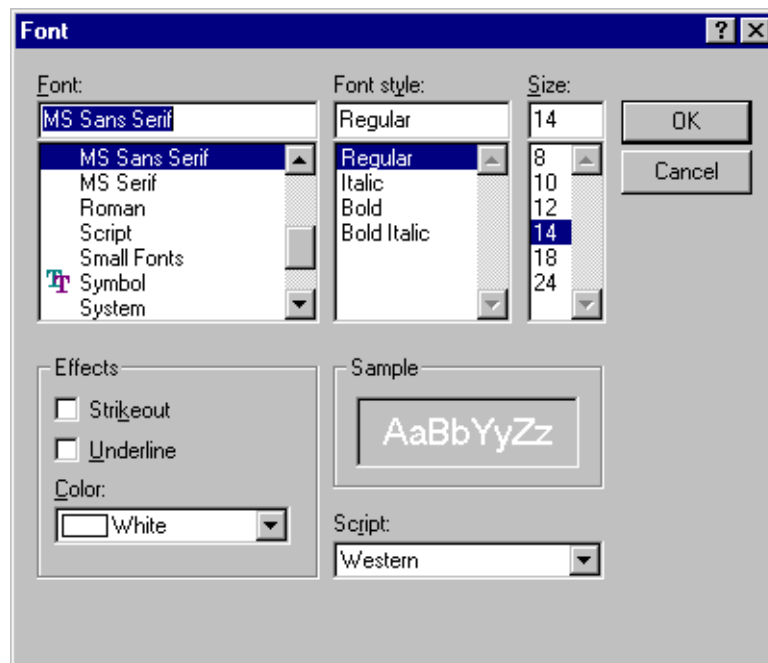 Font
Font:
Font style:
Size:
MS Sans Serif
Regular
14
OK
Cancel
MS Sans Serif
MS Serif
Roman
Script
Small Fonts
Symbol
System
Regular
Italic
Bold
Bold Italic
8
10
12
14
18
24
Effects
Strikeout
Underline
Color:
White
Sample
AaBbYyZz
Script:
Western